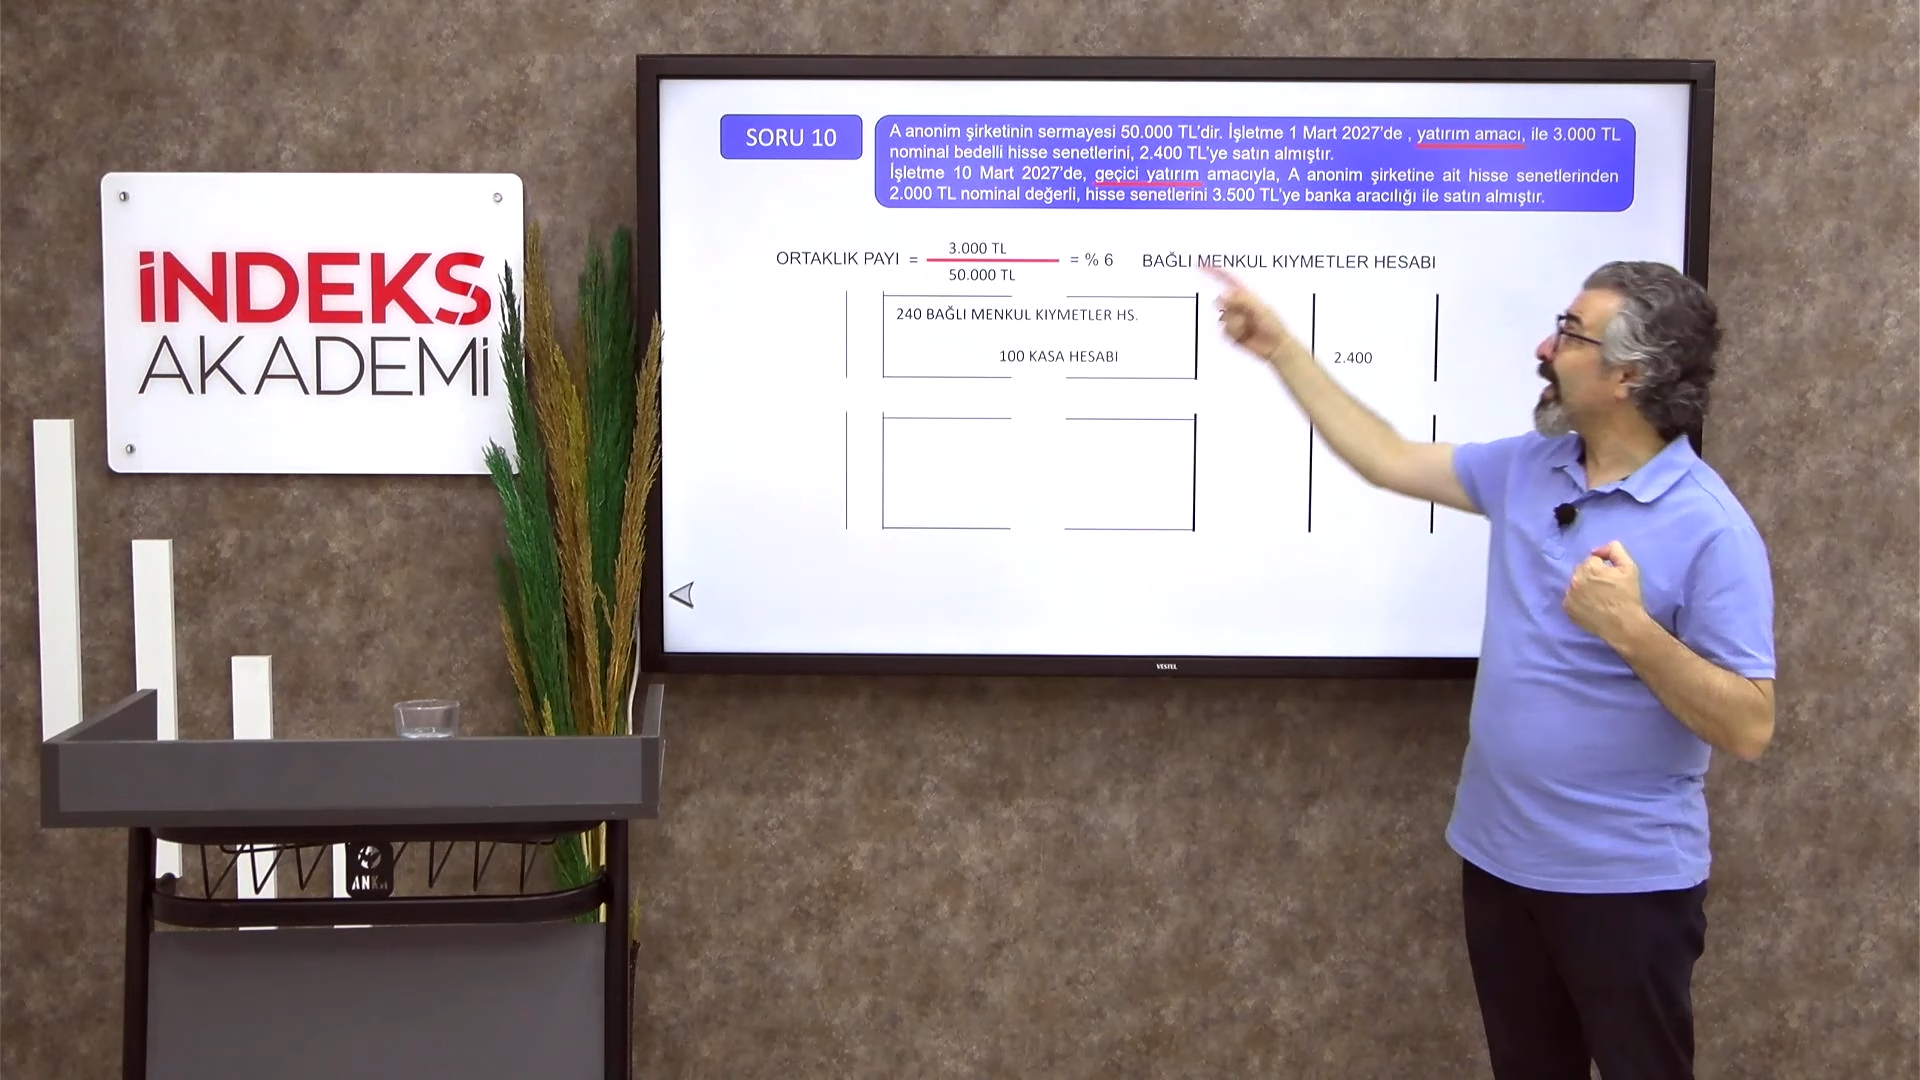 SORU 10
A anonim şirketinin sermayesi 50.000 TL'dir. İşletme 1 Mart 2027'de , yatırım amacı, ile 3.000 TL
nominal bedelli hisse senetlerini, 2.400 TL'ye satın almıştır.
İşletme 10 Mart 2027'de, geçici yatırım amacıyla, A anonim şirketine ait hisse senetlerinden
2.000 TL nominal değerli, hisse senetlerini 3.500 TL'ye banka aracılığı ile satın almıştır.
İNDEKS
AKADEMİ
ORTAKLIK PAYI = 3.000 TL
50.000 TL
= % 6 BAĞLI MENKUL KIYMETLER HESABI
240 BAĞLI MENKUL KIYMETLER HS.
100 KASA HESABI
2.400
VESTEL
ANKA